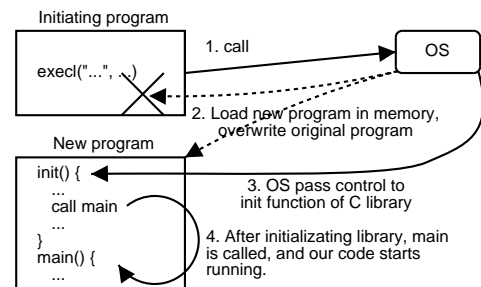 Initiating program
1. call
OS
execl("...", ...)
2. Load new program in memory,
overwrite original program
New program
init() {
...
call main
...
}
main() {
...
3. OS pass control to
init function of C library
4. After initializating library, main
is called, and our code starts
running.